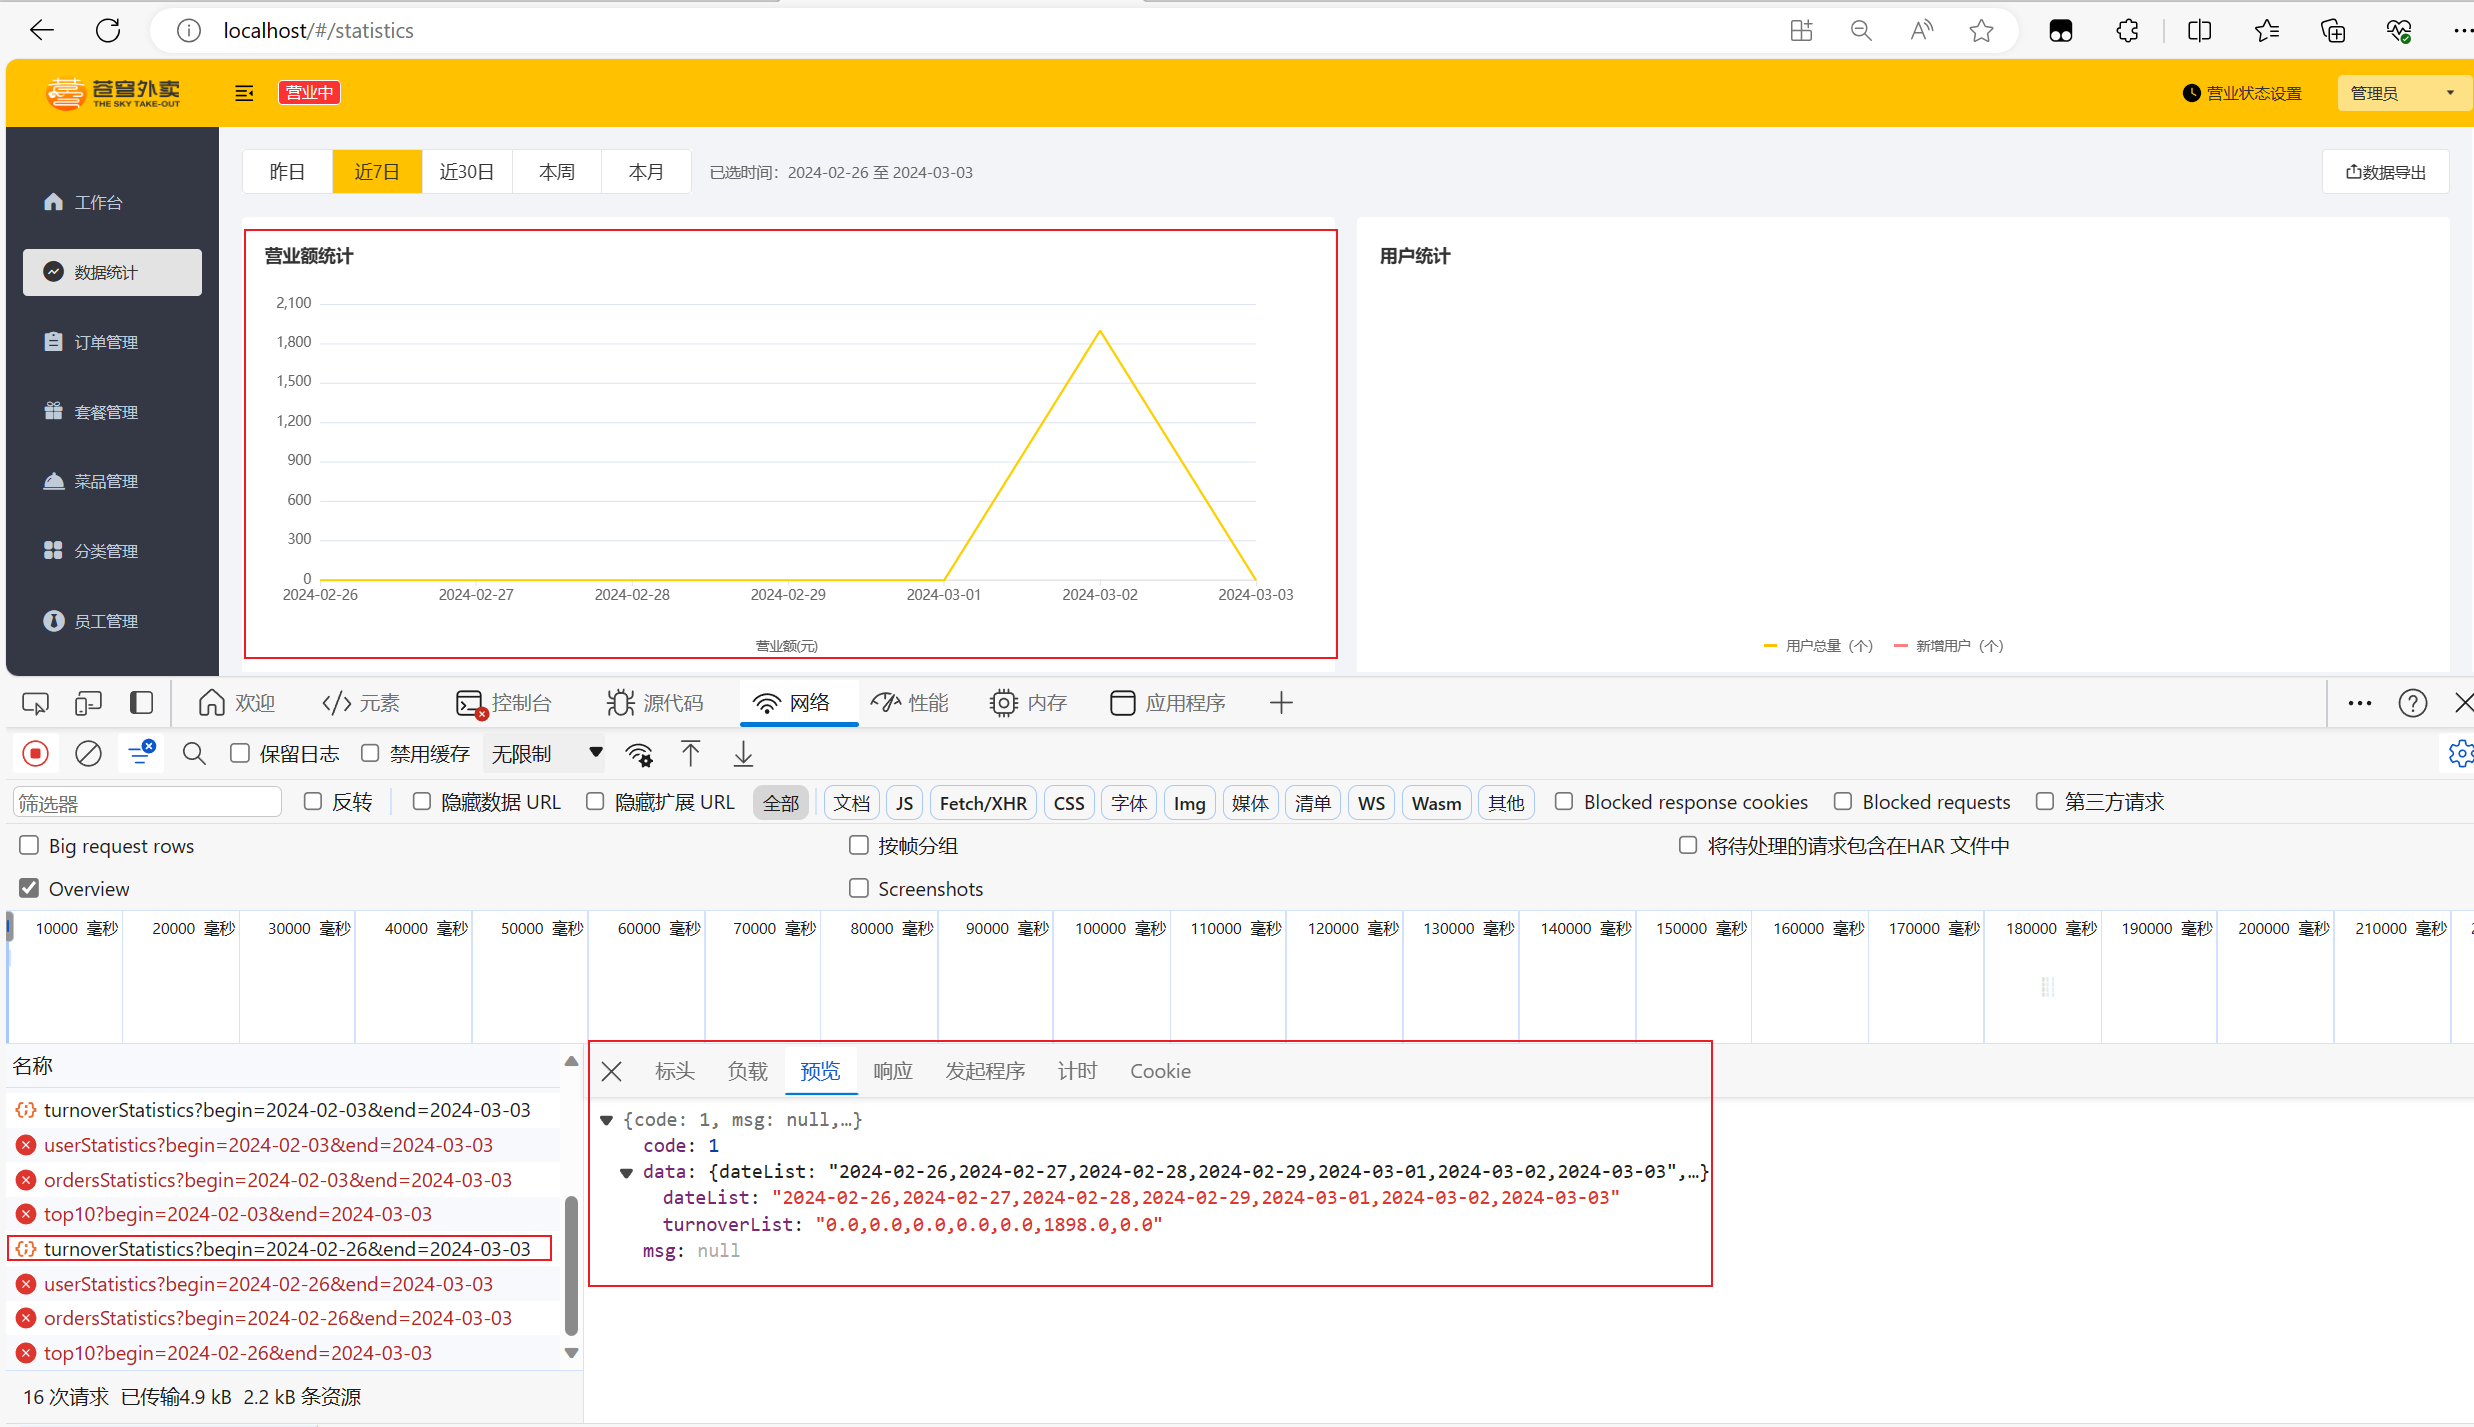 localhost/#/statistics
苍穹外卖
THE SKY TAKE-OUT
营业中
营业状态设置
管理员
工作台
数据统计
订单管理
套餐管理
菜品管理
分类管理
员工管理
昨日 近7日 近30日 本周 本月 已选时间：2024-02-26 至 2024-03-03
数据导出
营业额统计
2,100
1,800
1,500
1,200
900
600
300
0
2024-02-26 2024-02-27 2024-02-28 2024-02-29 2024-03-01 2024-03-02 2024-03-03
营业额(元)
用户统计
用户总量（个） 新增用户（个）
欢迎 元素 控制台 源代码 网络 性能 内存 应用程序
保留日志 禁用缓存 无限制
筛选器 反转 隐藏数据 URL 隐藏扩展 URL 全部 文档 JS Fetch/XHR CSS 字体 Img 媒体 清单 WS Wasm 其他 Blocked response cookies Blocked requests 第三方请求
Big request rows 按帧分组 将待处理的请求包含在HAR 文件中
Overview Screenshots
10000 毫秒 20000 毫秒 30000 毫秒 40000 毫秒 50000 毫秒 60000 毫秒 70000 毫秒 80000 毫秒 90000 毫秒 100000 毫秒 110000 毫秒 120000 毫秒 130000 毫秒 140000 毫秒 150000 毫秒 160000 毫秒 170000 毫秒 180000 毫秒 190000 毫秒 200000 毫秒 210000 毫秒
名称
turnoverStatistics?begin=2024-02-03&end=2024-03-03
userStatistics?begin=2024-02-03&end=2024-03-03
ordersStatistics?begin=2024-02-03&end=2024-03-03
top10?begin=2024-02-03&end=2024-03-03
turnoverStatistics?begin=2024-02-26&end=2024-03-03
userStatistics?begin=2024-02-26&end=2024-03-03
ordersStatistics?begin=2024-02-26&end=2024-03-03
top10?begin=2024-02-26&end=2024-03-03
16 次请求 已传输4.9 kB 2.2 kB 条资源
标头 负载 预览 响应 发起程序 计时 Cookie
{code: 1, msg: null,…}
code: 1
data: {dateList: "2024-02-26,2024-02-27,2024-02-28,2024-02-29,2024-03-01,2024-03-02,2024-03-03",…}
dateList: "2024-02-26,2024-02-27,2024-02-28,2024-02-29,2024-03-01,2024-03-02,2024-03-03"
turnoverList: "0.0,0.0,0.0,0.0,0.0,1898.0,0.0"
msg: null